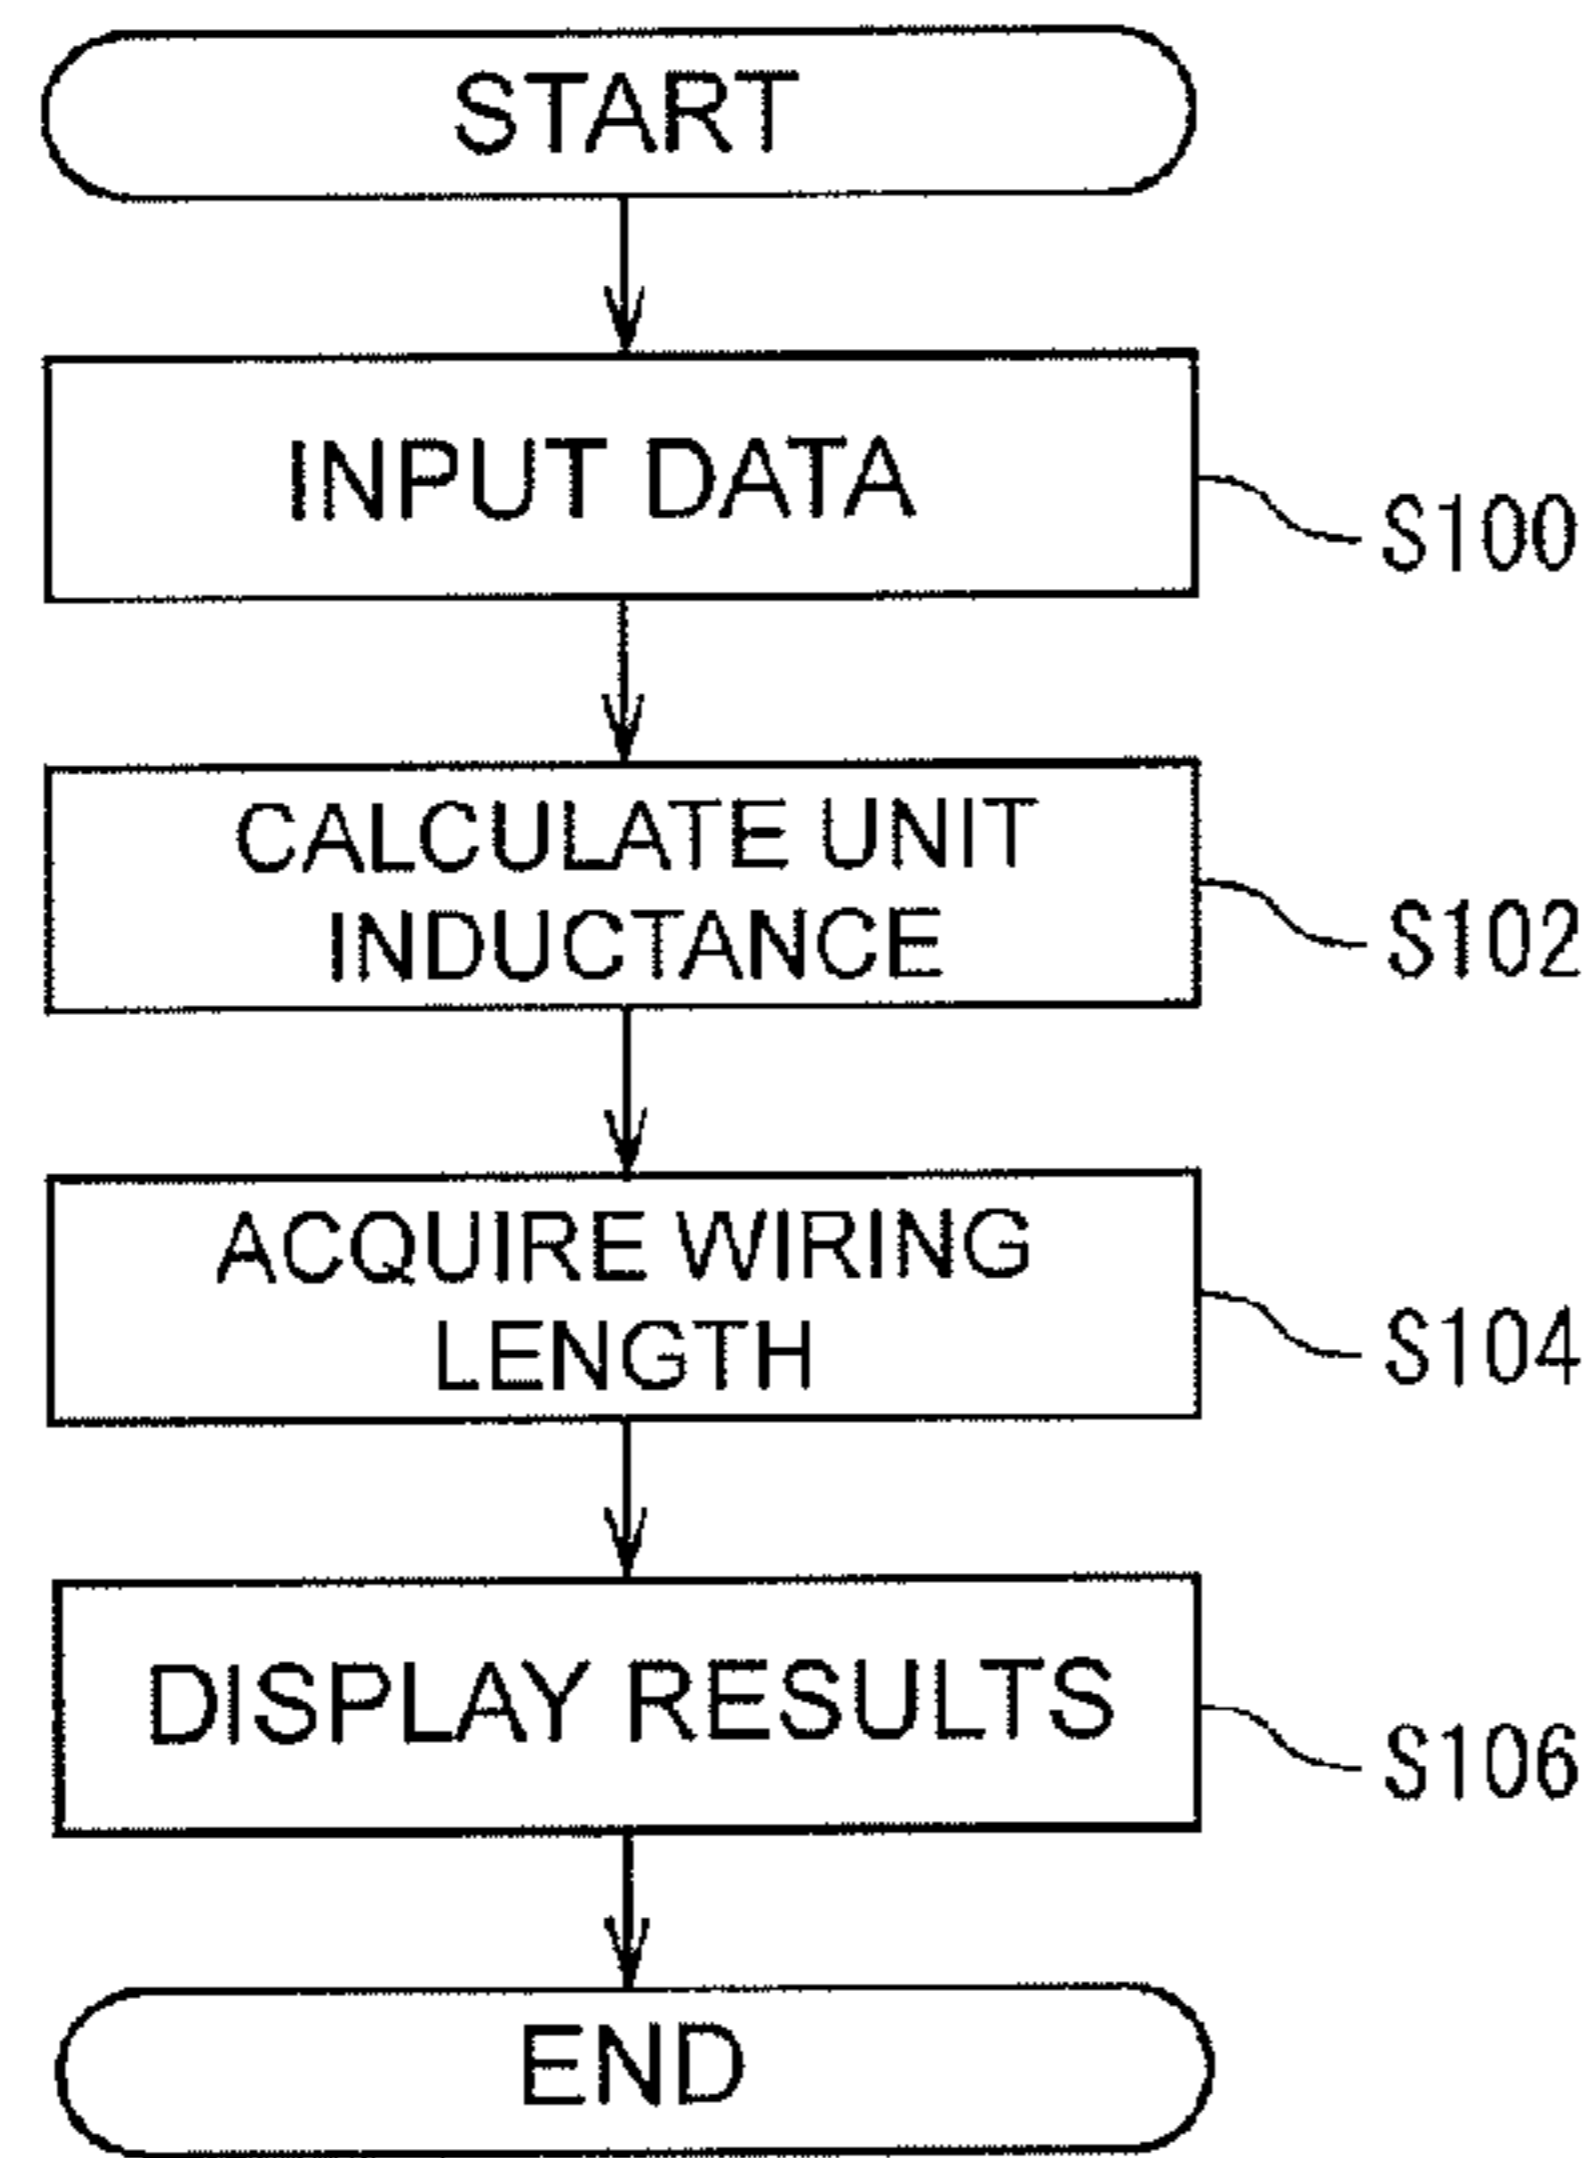 START
INPUT DATA
S100
CALCULATE UNIT
INDUCTANCE
S102
ACQUIRE WIRING
LENGTH
S104
DISPLAY RESULTS
S106
END